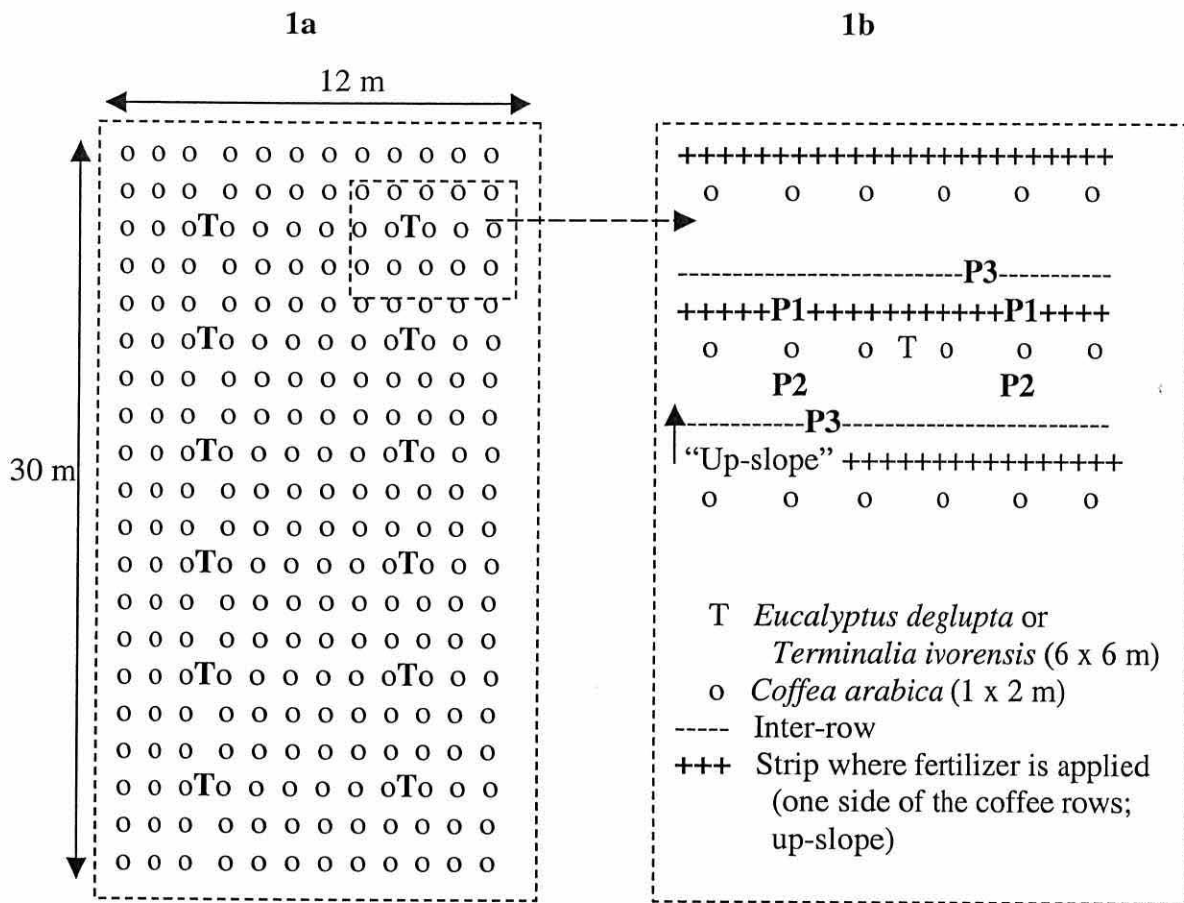 1a
12 m
30 m
o o o o o o o o o o o o
o o o o o o o o o o o o
o o oTo o o o o oTo o o
o o o o o o o o o o o o
o o o o o o o o o o o o
o o oTo o o o o oTo o o
o o o o o o o o o o o o
o o o o o o o o o o o o
o o oTo o o o o oTo o o
o o o o o o o o o o o o
o o o o o o o o o o o o
o o oTo o o o o oTo o o
o o o o o o o o o o o o
o o o o o o o o o o o o
o o oTo o o o o oTo o o
o o o o o o o o o o o o
o o o o o o o o o o o o
o o oTo o o o o oTo o o
o o o o o o o o o o o o
o o o o o o o o o o o o
1b
+++++++++++++++++++++++
o o o o o o
--------------------------P3----------
+++++P1+++++++++++P1++++
o o o T o o o
P2 P2
------------P3------------------------
“Up-slope” +++++++++++++++
o o o o o o
T Eucalyptus deglupta or
Terminalia ivorensis (6 x 6 m)
o Coffea arabica (1 x 2 m)
----- Inter-row
+++ Strip where fertilizer is applied
(one side of the coffee rows;
up-slope)